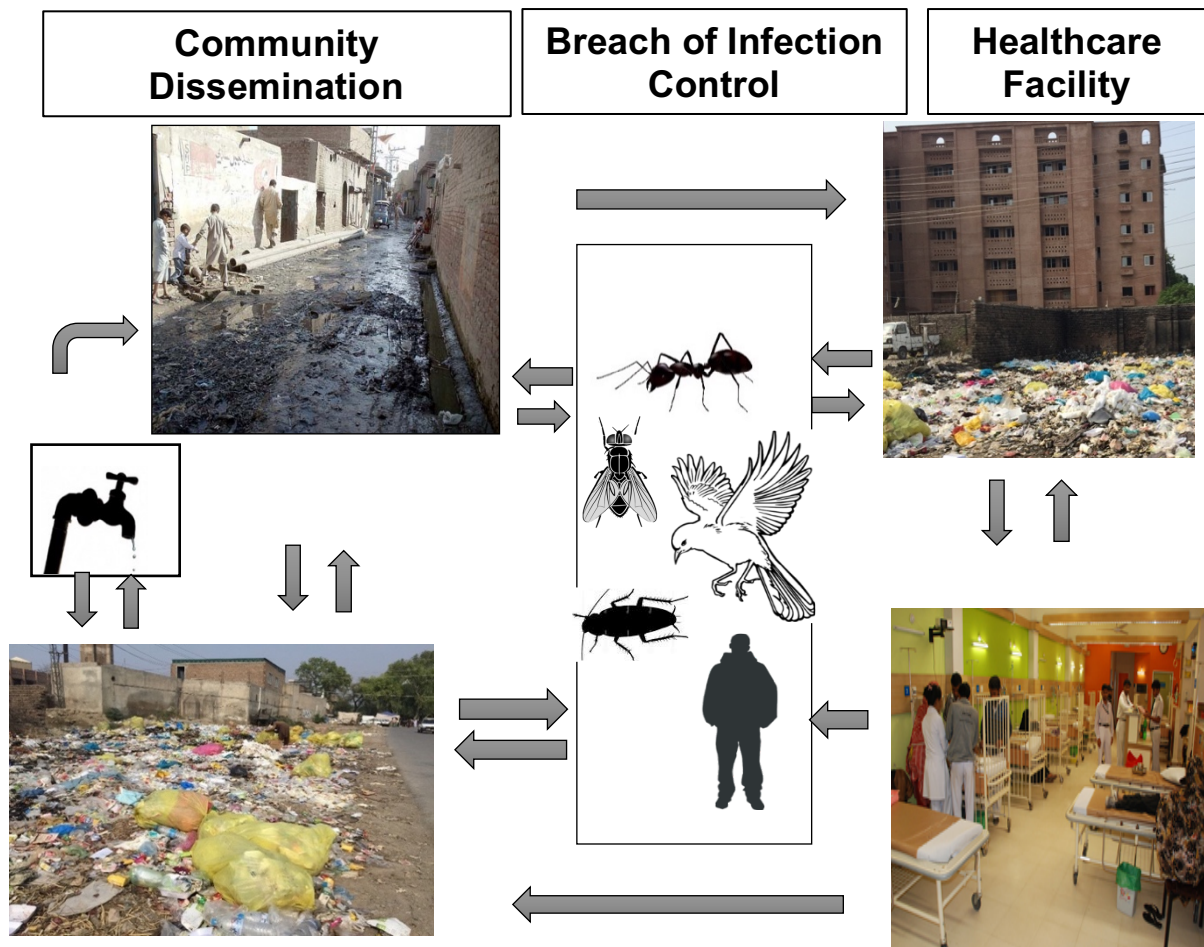 Community
Dissemination
Breach of Infection
Control
Healthcare
Facility